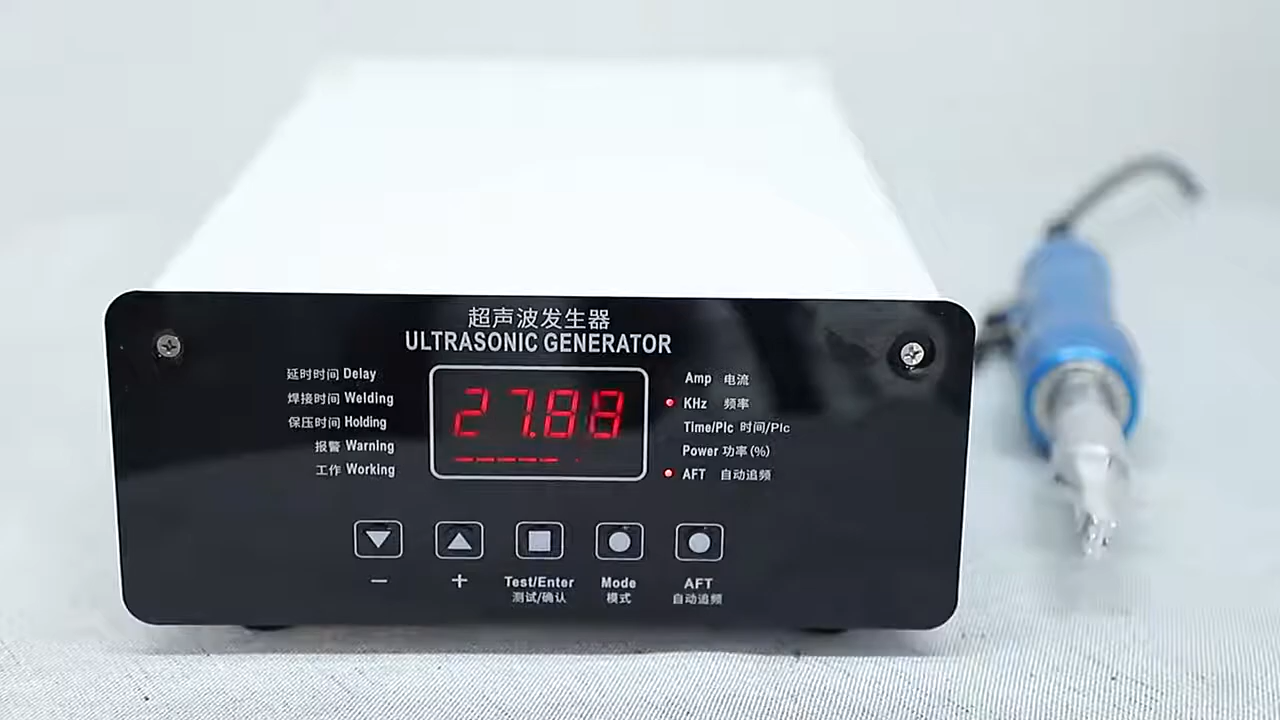 超声波发生器
ULTRASONIC GENERATOR
延时时间 Delay
焊接时间 Welding
保压时间 Holding
报警 Warning
工作 Working
27.88
Amp 电流
KHz 频率
Time/Plc 时间/Plc
Power 功率(%)
AFT 自动追频
− +
Test/Enter Mode AFT
测试/确认 模式 自动追频